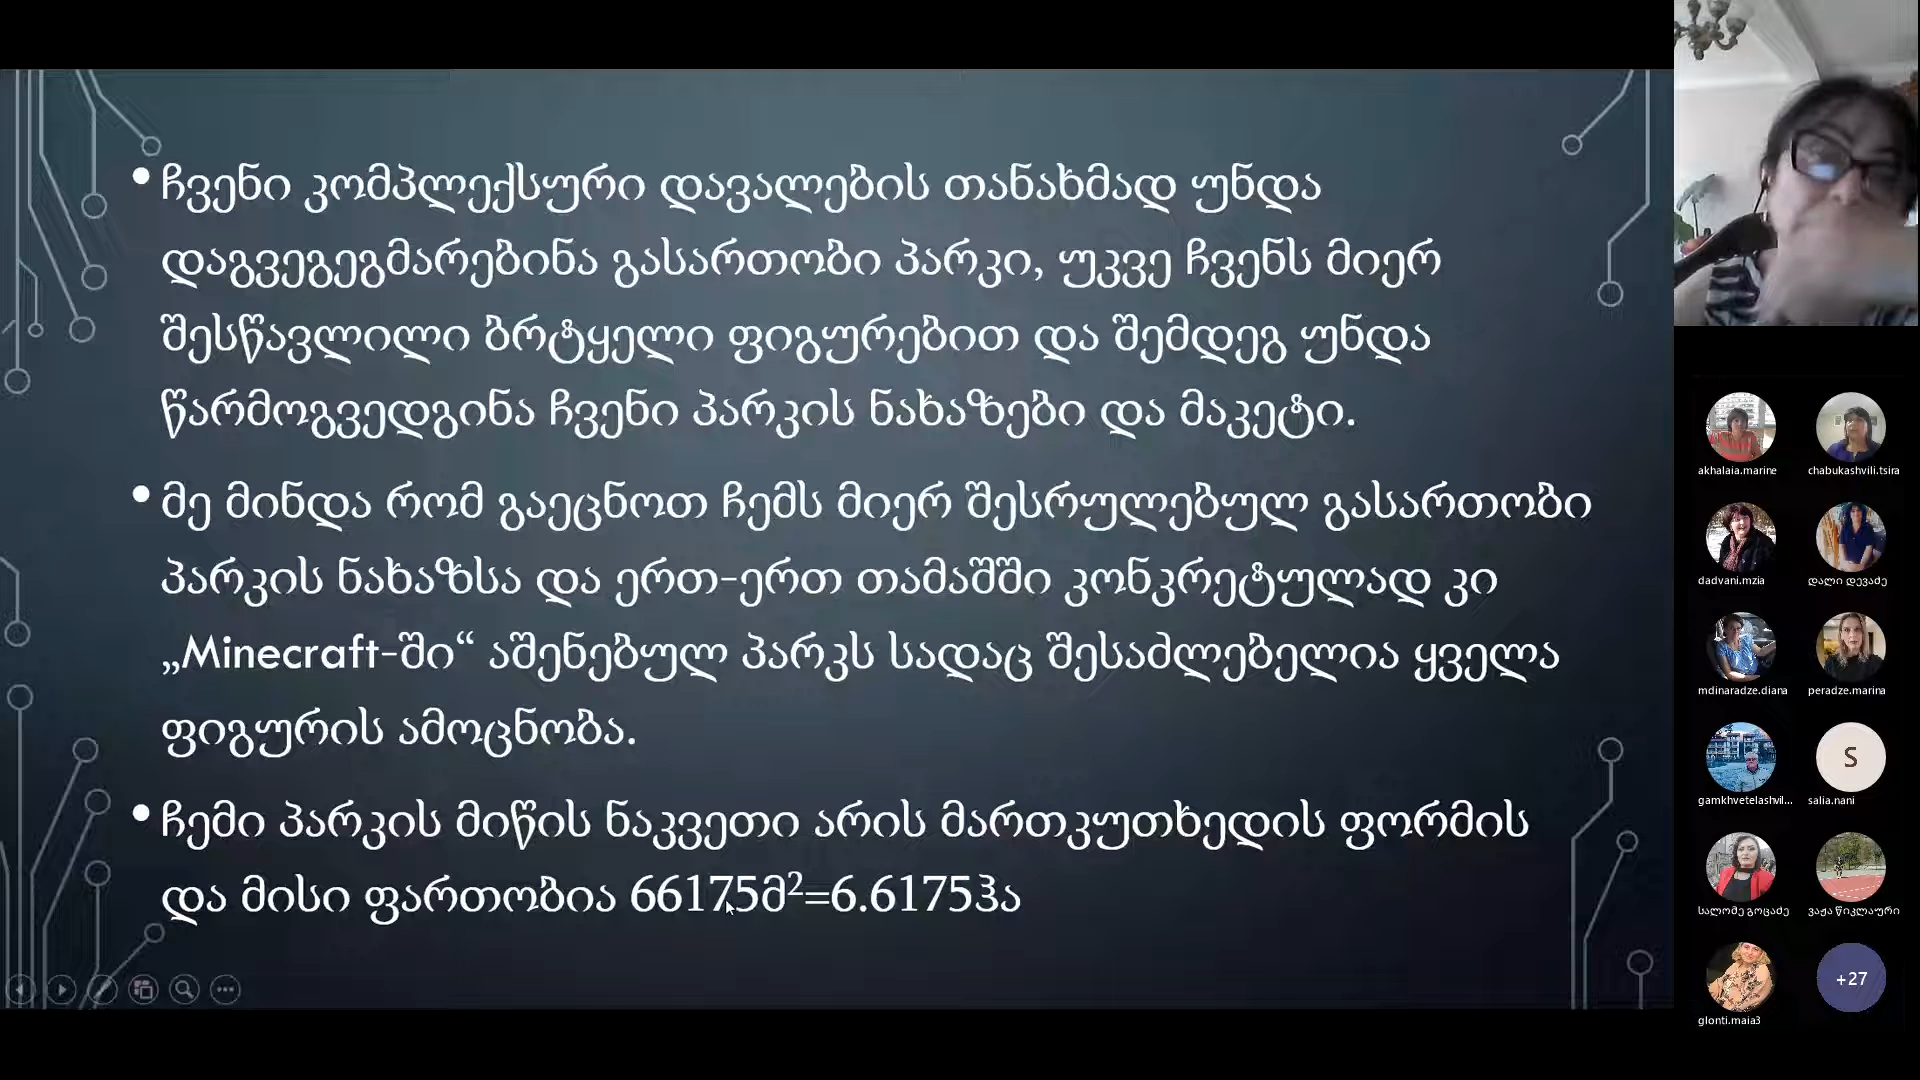 • ჩვენი კომპლექსური დავალების თანახმად უნდა
დაგვეგეგმარებინა გასართობი პარკი, უკვე ჩვენს მიერ
შესწავლილი ბრტყელი ფიგურებით და შემდეგ უნდა
წარმოგვედგინა ჩვენი პარკის ნახაზები და მაკეტი.
• მე მინდა რომ გაეცნოთ ჩემს მიერ შესრულებულ გასართობი
პარკის ნახაზსა და ერთ-ერთ თამაშში კონკრეტულად კი
„Minecraft-ში“ აშენებულ პარკს სადაც შესაძლებელია ყველა
ფიგურის ამოცნობა.
• ჩემი პარკის მიწის ნაკვეთი არის მართკუთხედის ფორმის
და მისი ფართობია 66175მ²=6.6175ჰა
akhalaia.marine
chabukashvili.tsira
dadvani.mzia
დალი დევაძე
mdinaradze.diana
peradze.marina
gamkhvetelashvil...
S
salia.nani
სალომე გოცაძე
ვაჟა წიკლაური
glonti.maia3
+27